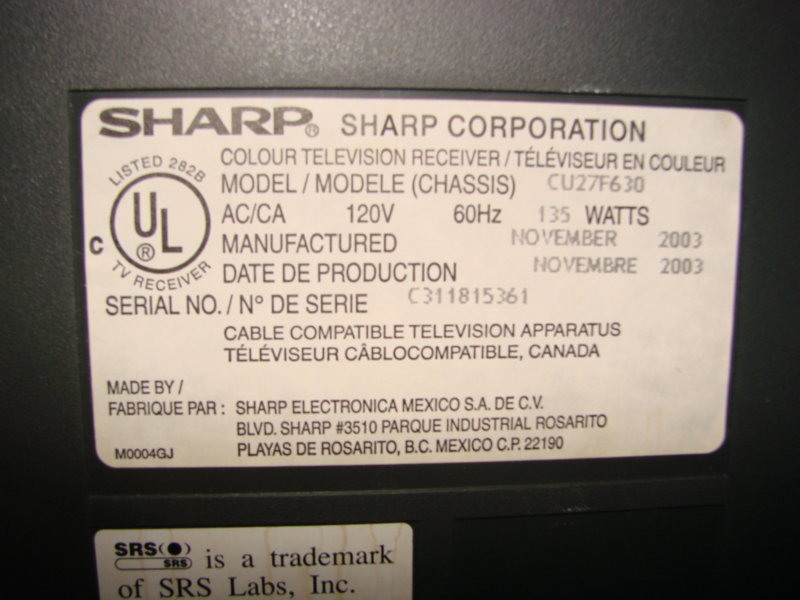 SHARP® SHARP CORPORATION
LISTED 282B
C UL ®
TV RECEIVER
COLOUR TELEVISION RECEIVER / TÉLÉVISEUR EN COULEUR
MODEL / MODELE (CHASSIS) CU27F630
AC/CA 120V 60Hz 135 WATTS
MANUFACTURED NOVEMBER 2003
DATE DE PRODUCTION NOVEMBRE 2003
SERIAL NO. / N° DE SERIE C311815361
CABLE COMPATIBLE TELEVISION APPARATUS
TÉLÉVISEUR CÂBLOCOMPATIBLE, CANADA
MADE BY /
FABRIQUE PAR : SHARP ELECTRONICA MEXICO S.A. DE C.V.
BLVD. SHARP #3510 PARQUE INDUSTRIAL ROSARITO
M0004GJ PLAYAS DE ROSARITO, B.C. MEXICO C.P. 22190
SRS(●) SRS is a trademark
of SRS Labs, Inc.